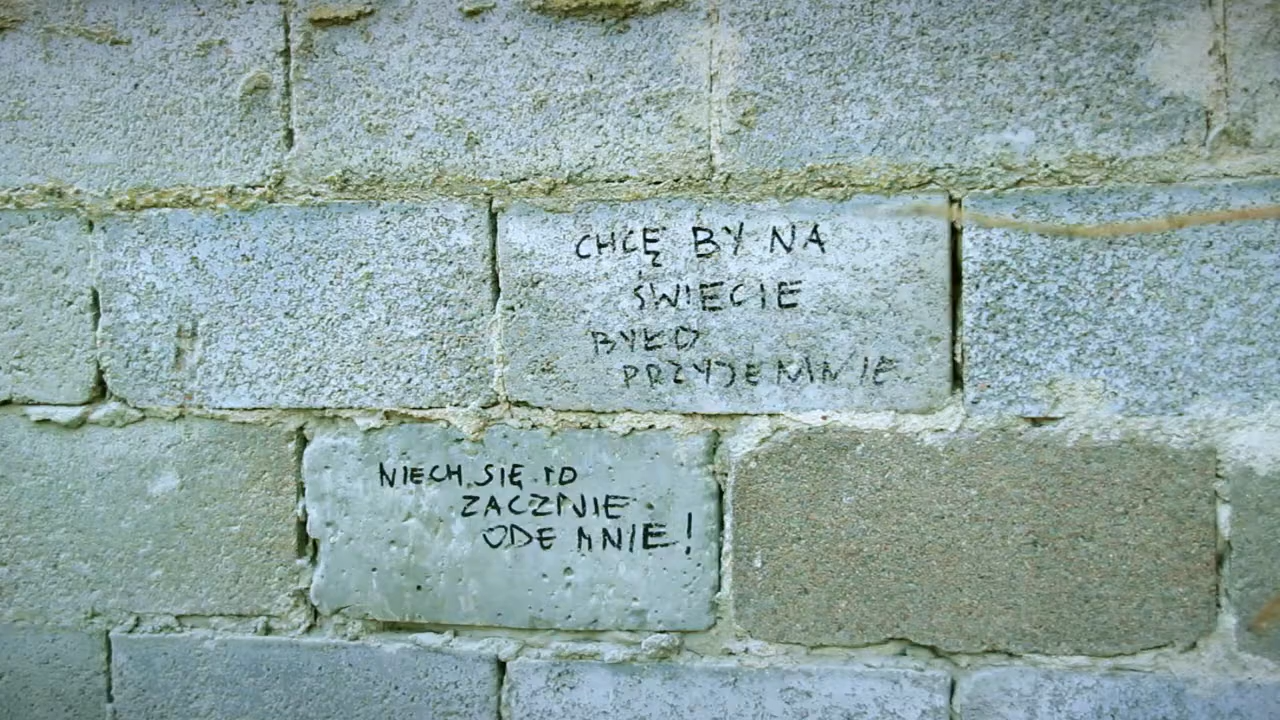 CHCĘ BY NA
ŚWIECIE
BYŁO
PRZYJEMNIE.
NIECH SIĘ TO
ZACZNIE
ODE MNIE!